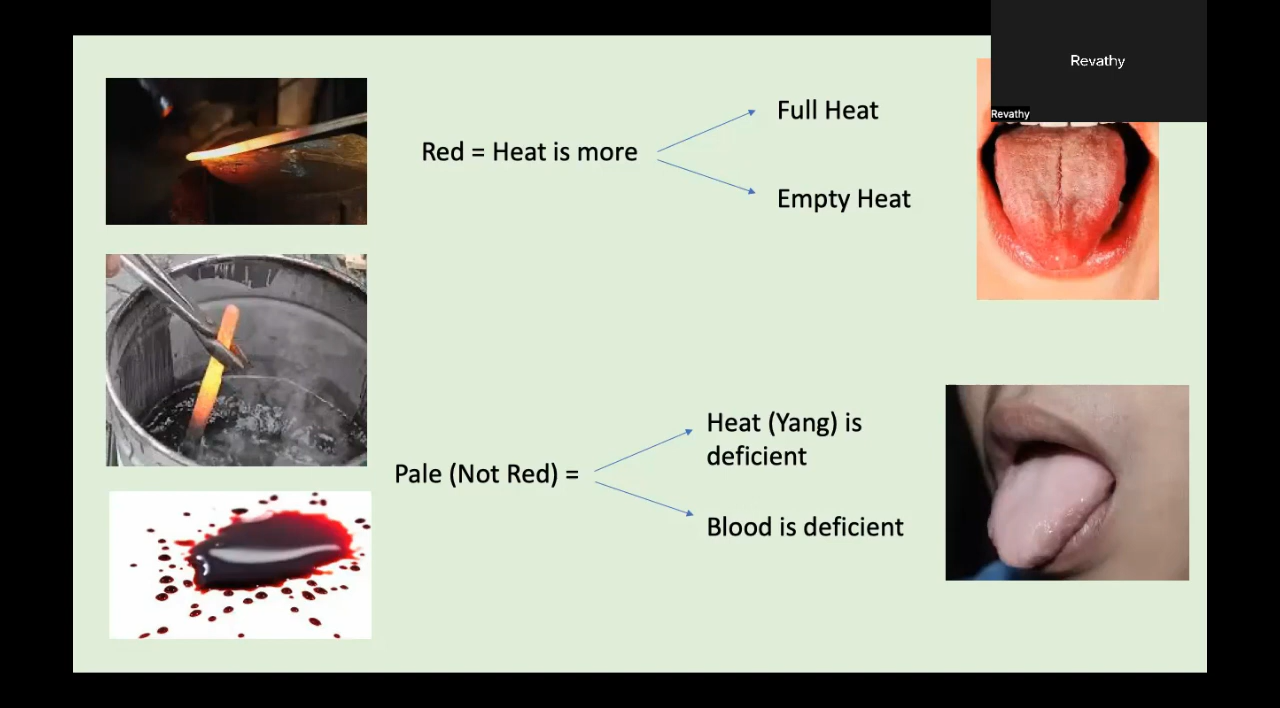 Revathy
Revathy
Full Heat
Red = Heat is more
Empty Heat
Heat (Yang) is
deficient
Pale (Not Red) =
Blood is deficient